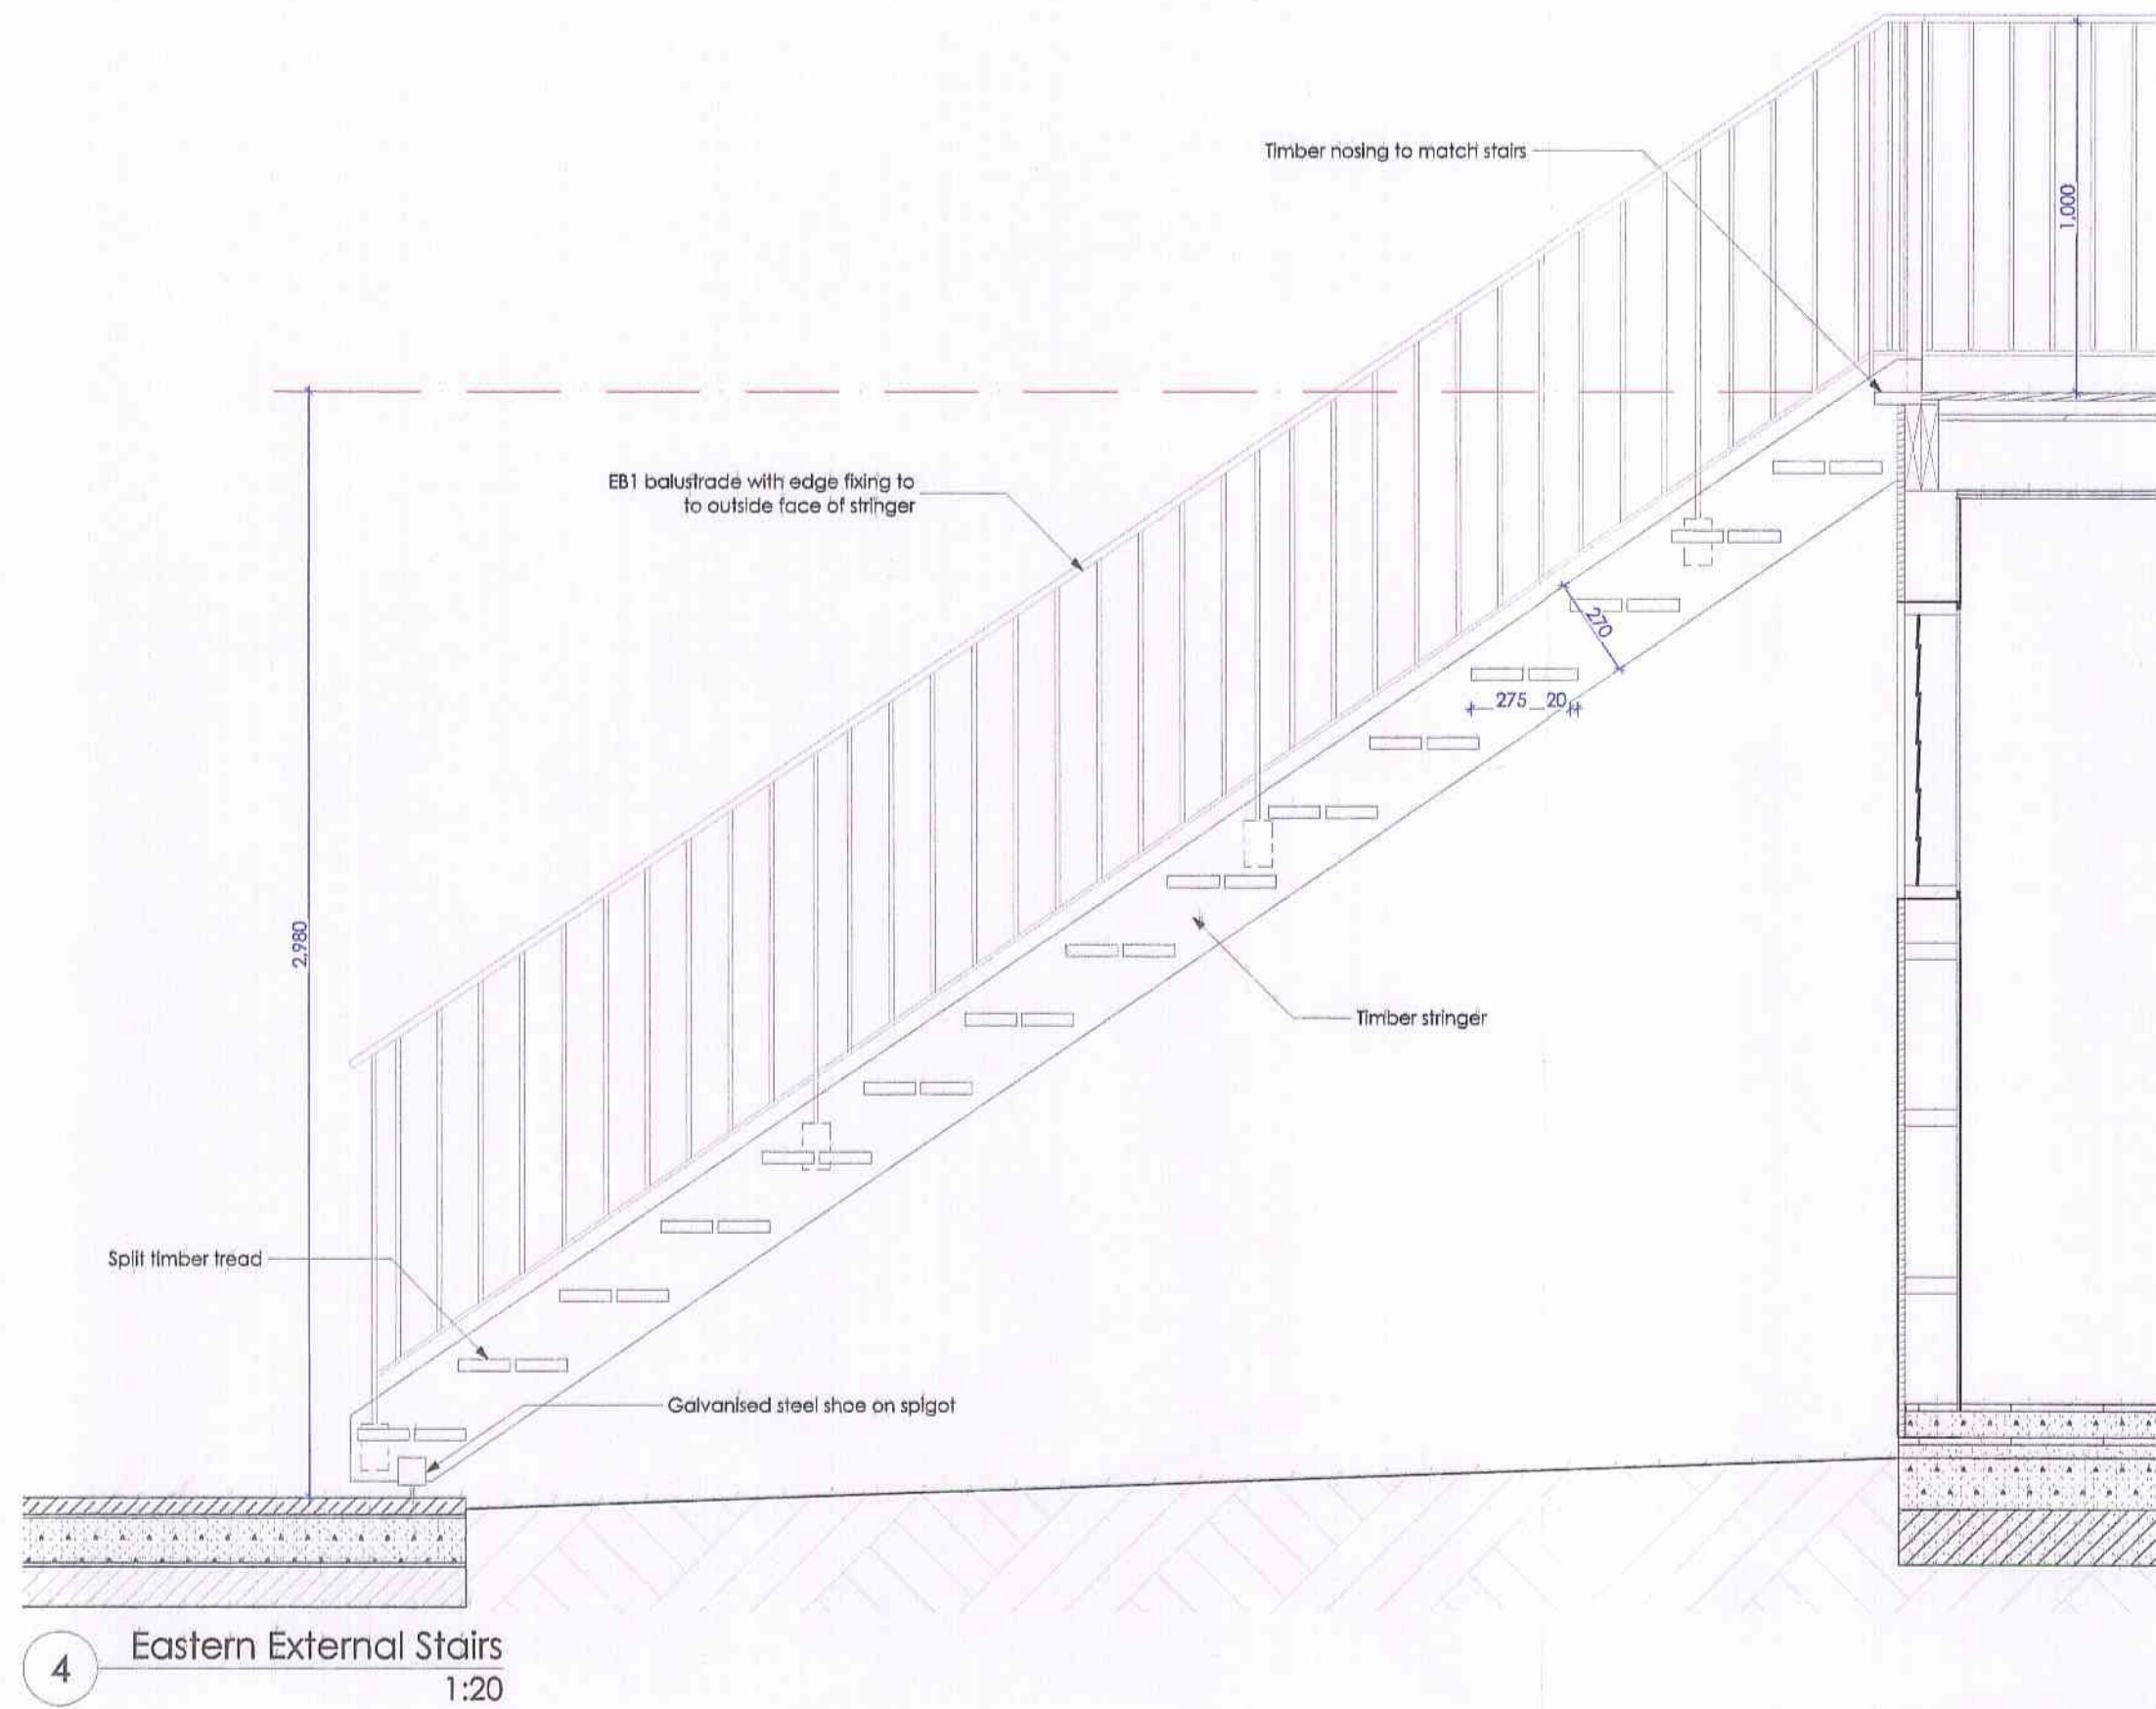 Timber nosing to match stairs
1,000
EB1 balustrade with edge fixing to
to outside face of stringer
270
275 20
2,980
Timber stringer
Split timber tread
Galvanised steel shoe on spigot
4
Eastern External Stairs
1:20